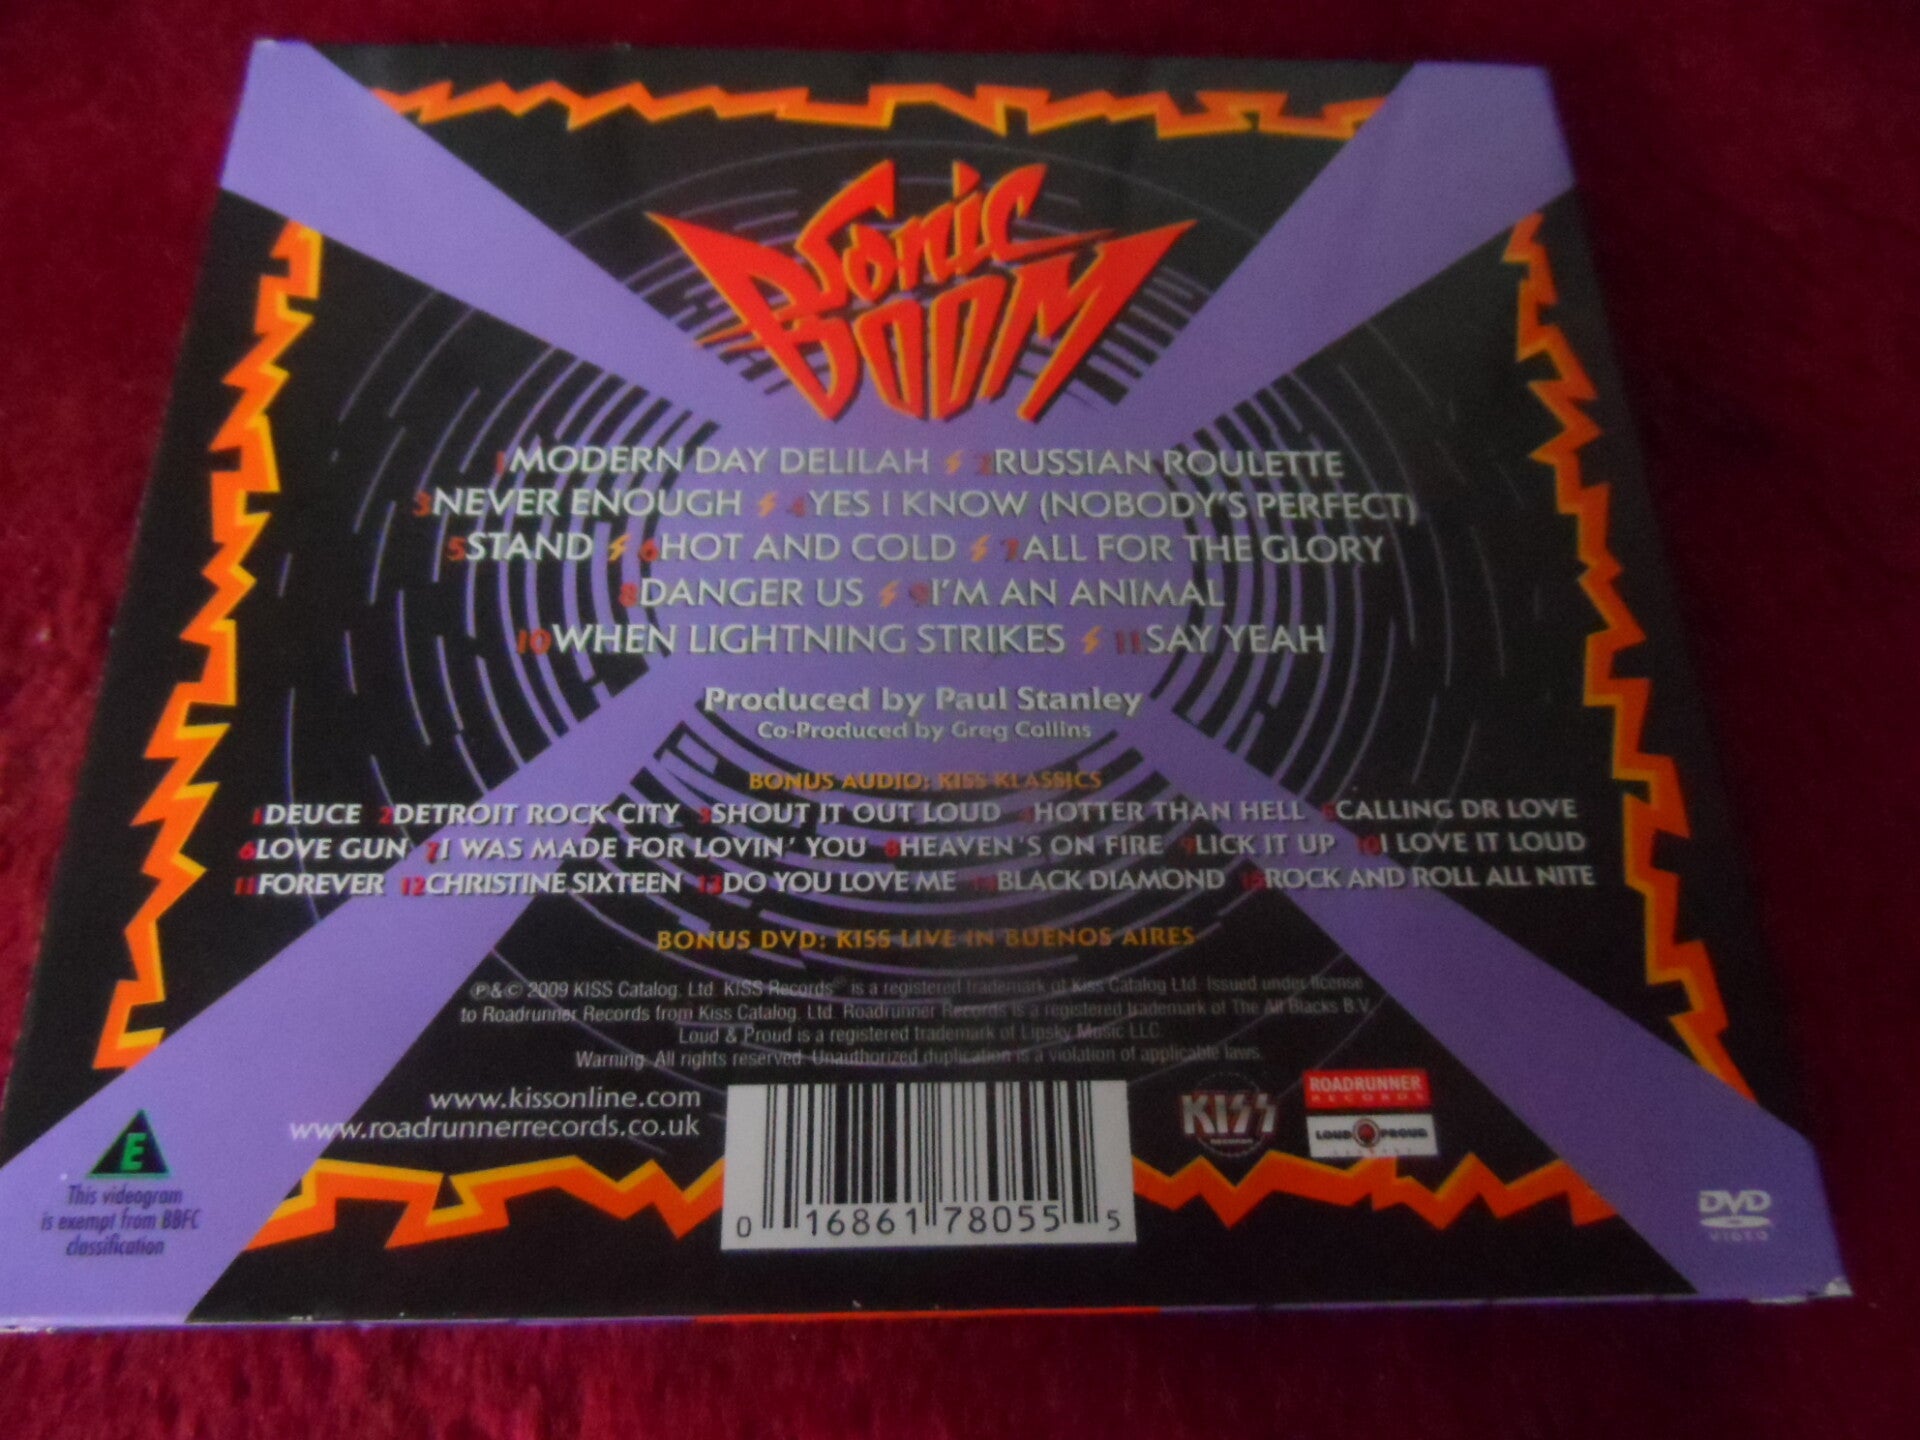 Sonic
BOOM
1 MODERN DAY DELILAH 2 RUSSIAN ROULETTE
3 NEVER ENOUGH 4 YES I KNOW (NOBODY'S PERFECT)
5 STAND 6 HOT AND COLD 7 ALL FOR THE GLORY
8 DANGER US 9 I'M AN ANIMAL
10 WHEN LIGHTNING STRIKES 11 SAY YEAH
Produced by Paul Stanley
Co-Produced by Greg Collins
BONUS AUDIO: KISS KLASSICS
1 DEUCE 2 DETROIT ROCK CITY 3 SHOUT IT OUT LOUD 4 HOTTER THAN HELL 5 CALLING DR LOVE
6 LOVE GUN 7 I WAS MADE FOR LOVIN' YOU 8 HEAVEN'S ON FIRE 9 LICK IT UP 10 I LOVE IT LOUD
11 FOREVER 12 CHRISTINE SIXTEEN 13 DO YOU LOVE ME 14 BLACK DIAMOND 15 ROCK AND ROLL ALL NITE
BONUS DVD: KISS LIVE IN BUENOS AIRES
℗&© 2009 KISS Catalog. Ltd. KISS Records® is a registered trademark of Kiss Catalog Ltd. Issued under license
to Roadrunner Records from Kiss Catalog. Ltd. Roadrunner Records is a registered trademark of The All Blacks B.V.
Loud & Proud is a registered trademark of Lipsky Music LLC.
Warning: All rights reserved. Unauthorized duplication is a violation of applicable laws.
www.kissonline.com
www.roadrunnerrecords.co.uk
E
This videogram
is exempt from BBFC
classification
0 16861 78055 5
KISS
RECORDS
ROADRUNNER
RECORDS
LOUD PROUD
DVD
VIDEO